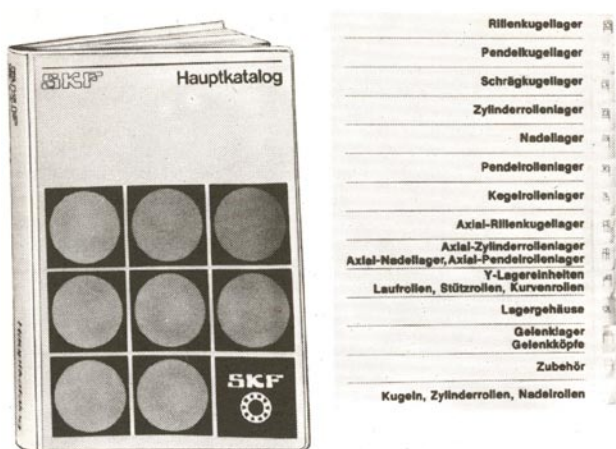 SKF
Hauptkatalog
SKF
Rillenkugellager
Pendelkugellager
Schrägkugellager
Zylinderrollenlager
Nadellager
Pendelrollenlager
Kegelrollenlager
Axial-Rillenkugellager
Axial-Zylinderrollenlager
Axial-Nadellager, Axial-Pendelrollenlager
Y-Lagereinheiten
Laufrollen, Stützrollen, Kurvenrollen
Lagergehäuse
Gelenklager
Gelenkköpfe
Zubehör
Kugeln, Zylinderrollen, Nadelrollen